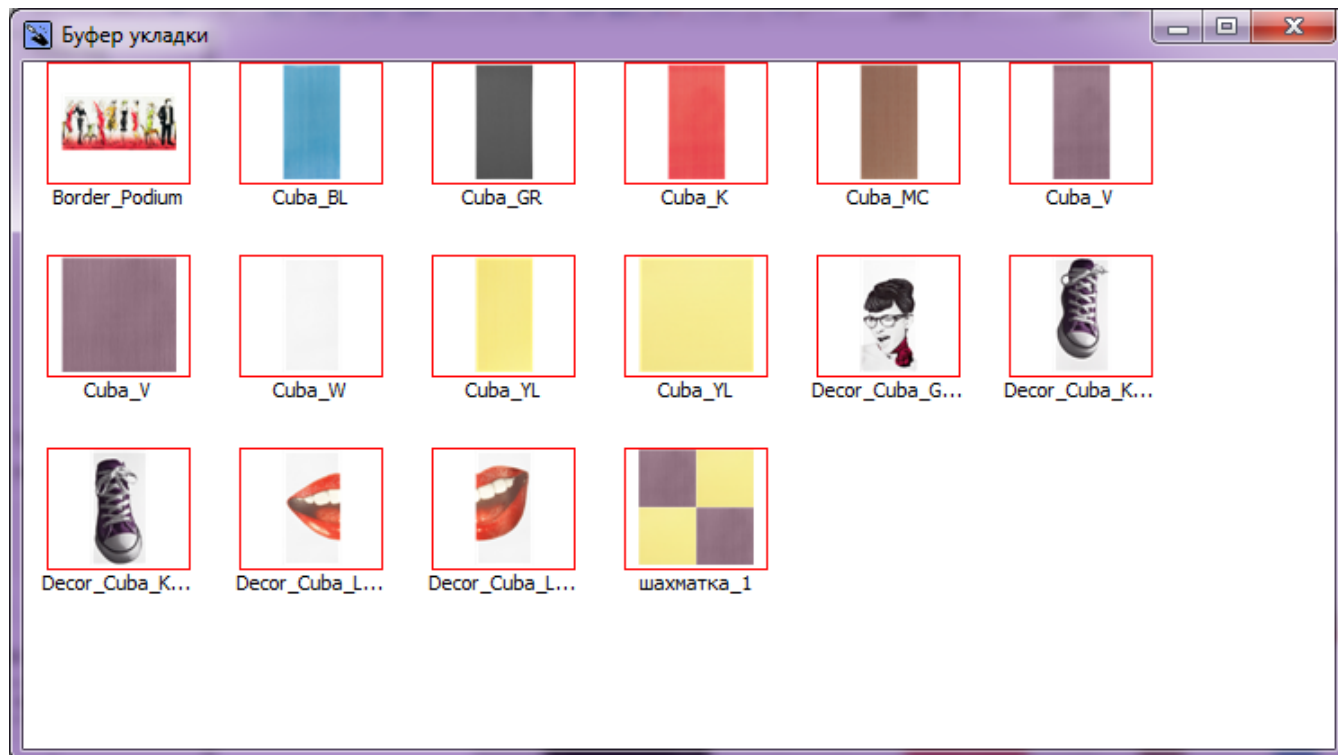 Буфер укладки
Border_Podium Cuba_BL Cuba_GR Cuba_K Cuba_MC Cuba_V
Cuba_V Cuba_W Cuba_YL Cuba_YL Decor_Cuba_G... Decor_Cuba_K...
Decor_Cuba_K... Decor_Cuba_L... Decor_Cuba_L... шахматка_1